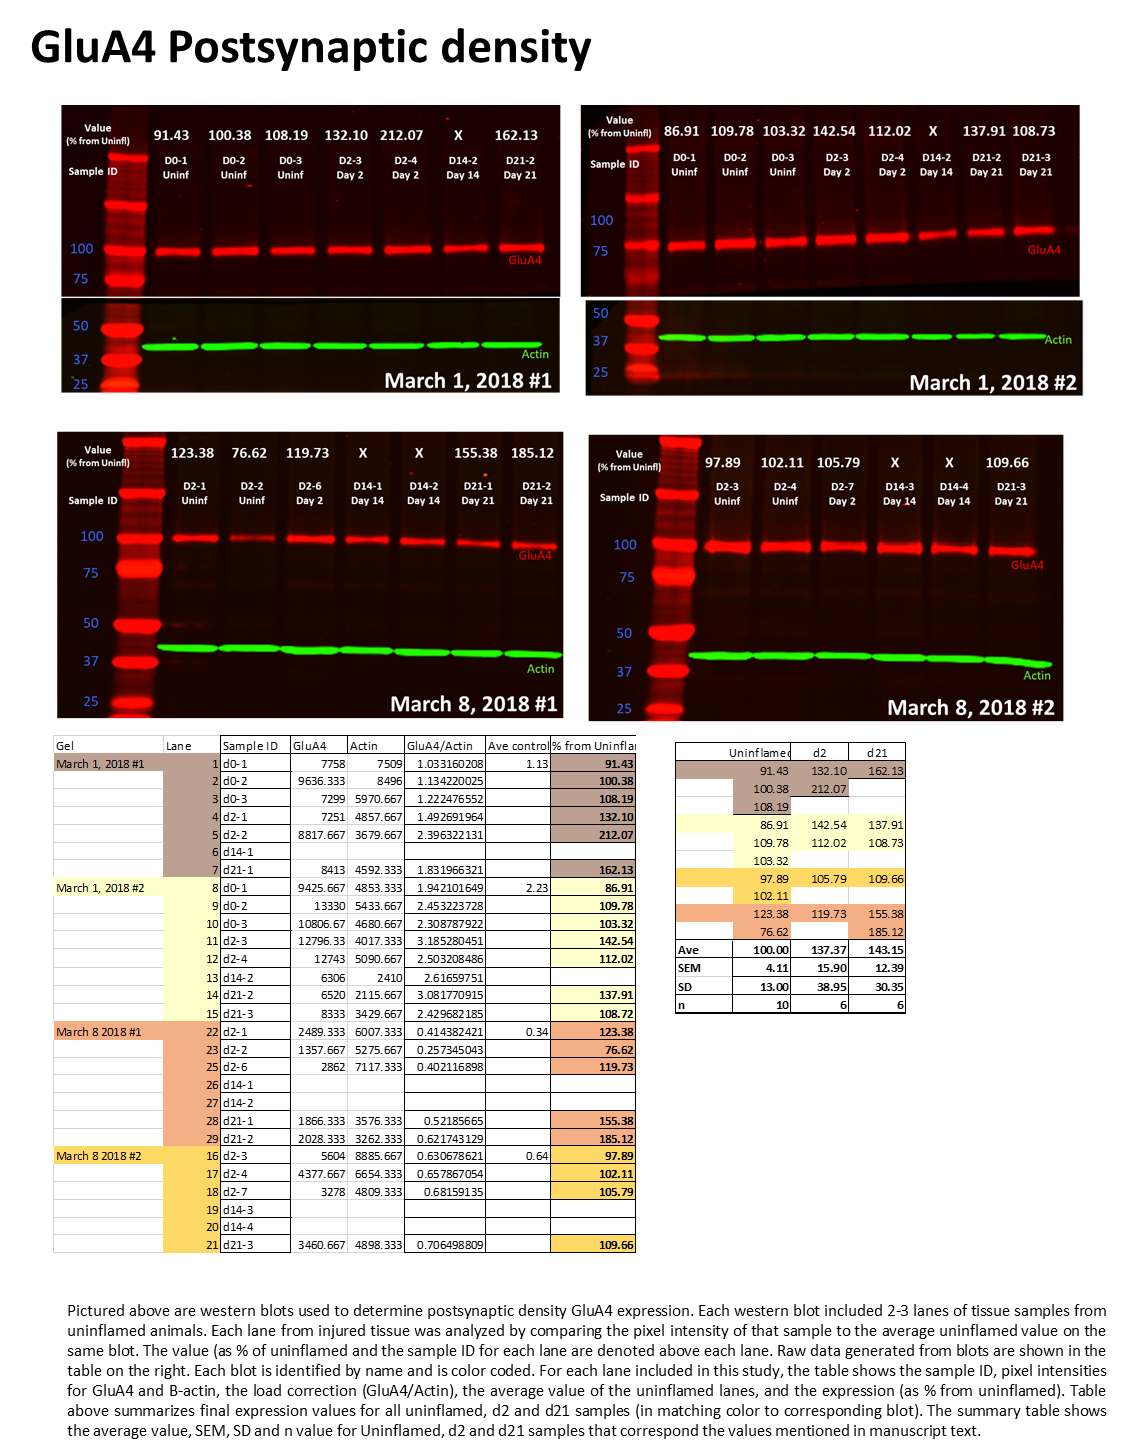 GluA4 Postsynaptic density
Value
(% from Uninfl)
91.43 100.38 108.19 132.10 212.07 X 162.13
Sample ID
D0-1 D0-2 D0-3 D2-3 D2-4 D14-2 D21-2
Uninf Uninf Uninf Day 2 Day 2 Day 14 Day 21
100
75
GluA4
50
37
25
Actin
March 1, 2018 #1
Value
(% from Uninfl)
86.91 109.78 103.32 142.54 112.02 X 137.91 108.73
Sample ID
D0-1 D0-2 D0-3 D2-3 D2-4 D14-2 D21-2 D21-3
Uninf Uninf Uninf Day 2 Day 2 Day 14 Day 21 Day 21
100
75
GluA4
50
37
25
Actin
March 1, 2018 #2
Value
(% from Uninfl)
123.38 76.62 119.73 X X 155.38 185.12
Sample ID
D2-1 D2-2 D2-6 D14-1 D14-2 D21-1 D21-2
Uninf Uninf Day 2 Day 14 Day 14 Day 21 Day 21
100
75
50
37
25
GluA4
Actin
March 8, 2018 #1
Value
(% from Uninfl)
97.89 102.11 105.79 X X 109.66
Sample ID
D2-3 D2-4 D2-7 D14-3 D14-4 D21-3
Uninf Uninf Day 2 Day 14 Day 14 Day 21
100
75
50
37
25
GluA4
Actin
March 8, 2018 #2
Gel Lane Sample ID GluA4 Actin GluA4/Actin Ave control % from Uninfla
March 1, 2018 #1 1 d0-1 7758 7509 1.033160208 1.13 91.43
2 d0-2 9636.333 8496 1.134220025 100.38
3 d0-3 7299 5970.667 1.222476552 108.19
4 d2-1 7251 4857.667 1.492691964 132.10
5 d2-2 8817.667 3679.667 2.396322131 212.07
6 d14-1
7 d21-1 8413 4592.333 1.831966321 162.13
March 1, 2018 #2 8 d0-1 9425.667 4853.333 1.942101649 2.23 86.91
9 d0-2 13330 5433.667 2.453223728 109.78
10 d0-3 10806.67 4680.667 2.308787922 103.32
11 d2-3 12796.33 4017.333 3.185280451 142.54
12 d2-4 12743 5090.667 2.503208486 112.02
13 d14-2 6306 2410 2.61659751
14 d21-2 6520 2115.667 3.081770915 137.91
15 d21-3 8333 3429.667 2.429682185 108.72
March 8 2018 #1 22 d2-1 2489.333 6007.333 0.414382421 0.34 123.38
23 d2-2 1357.667 5275.667 0.257345043 76.62
25 d2-6 2862 7117.333 0.402116898 119.73
26 d14-1
27 d14-2
28 d21-1 1866.333 3576.333 0.52185665 155.38
29 d21-2 2028.333 3262.333 0.621743129 185.12
March 8 2018 #2 16 d2-3 5604 8885.667 0.630678621 0.64 97.89
17 d2-4 4377.667 6654.333 0.657867054 102.11
18 d2-7 3278 4809.333 0.68159135 105.79
19 d14-3
20 d14-4
21 d21-3 3460.667 4898.333 0.706498809 109.66
Uninflamed d2 d21
91.43 132.10 162.13
100.38 212.07
108.19
86.91 142.54 137.91
109.78 112.02 108.73
103.32
97.89 105.79 109.66
102.11
123.38 119.73 155.38
76.62 185.12
Ave 100.00 137.37 143.15
SEM 4.11 15.90 12.39
SD 13.00 38.95 30.35
n 10 6 6
Pictured above are western blots used to determine postsynaptic density GluA4 expression. Each western blot included 2-3 lanes of tissue samples from
uninflamed animals. Each lane from injured tissue was analyzed by comparing the pixel intensity of that sample to the average uninflamed value on the
same blot. The value (as % of uninflamed and the sample ID for each lane are denoted above each lane. Raw data generated from blots are shown in the
table on the right. Each blot is identified by name and is color coded. For each lane included in this study, the table shows the sample ID, pixel intensities
for GluA4 and B-actin, the load correction (GluA4/Actin), the average value of the uninflamed lanes, and the expression (as % from uninflamed). Table
above summarizes final expression values for all uninflamed, d2 and d21 samples (in matching color to corresponding blot). The summary table shows
the average value, SEM, SD and n value for Uninflamed, d2 and d21 samples that correspond the values mentioned in manuscript text.